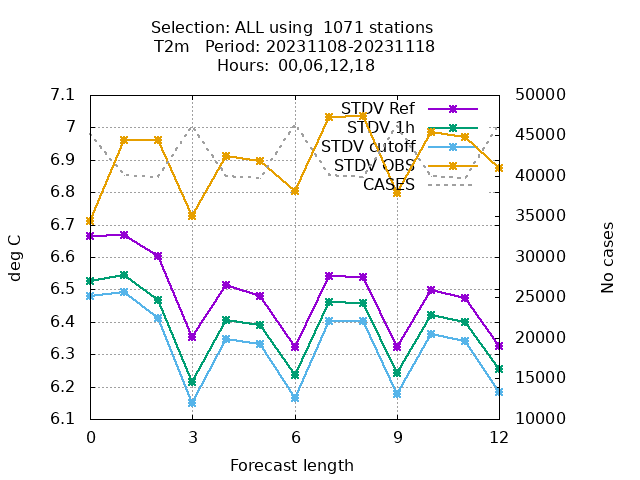 Selection: ALL using  1071 stations
T2m   Period: 20231108-20231118
Hours:  00,06,12,18
7.1
7
6.9
6.8
6.7
6.6
6.5
6.4
6.3
6.2
6.1
50000
45000
40000
35000
30000
25000
20000
15000
10000
STDV Ref
STDV 1h
STDV cutoff
STDV OBS
CASES
deg C
No cases
0 3 6 9 12
Forecast length